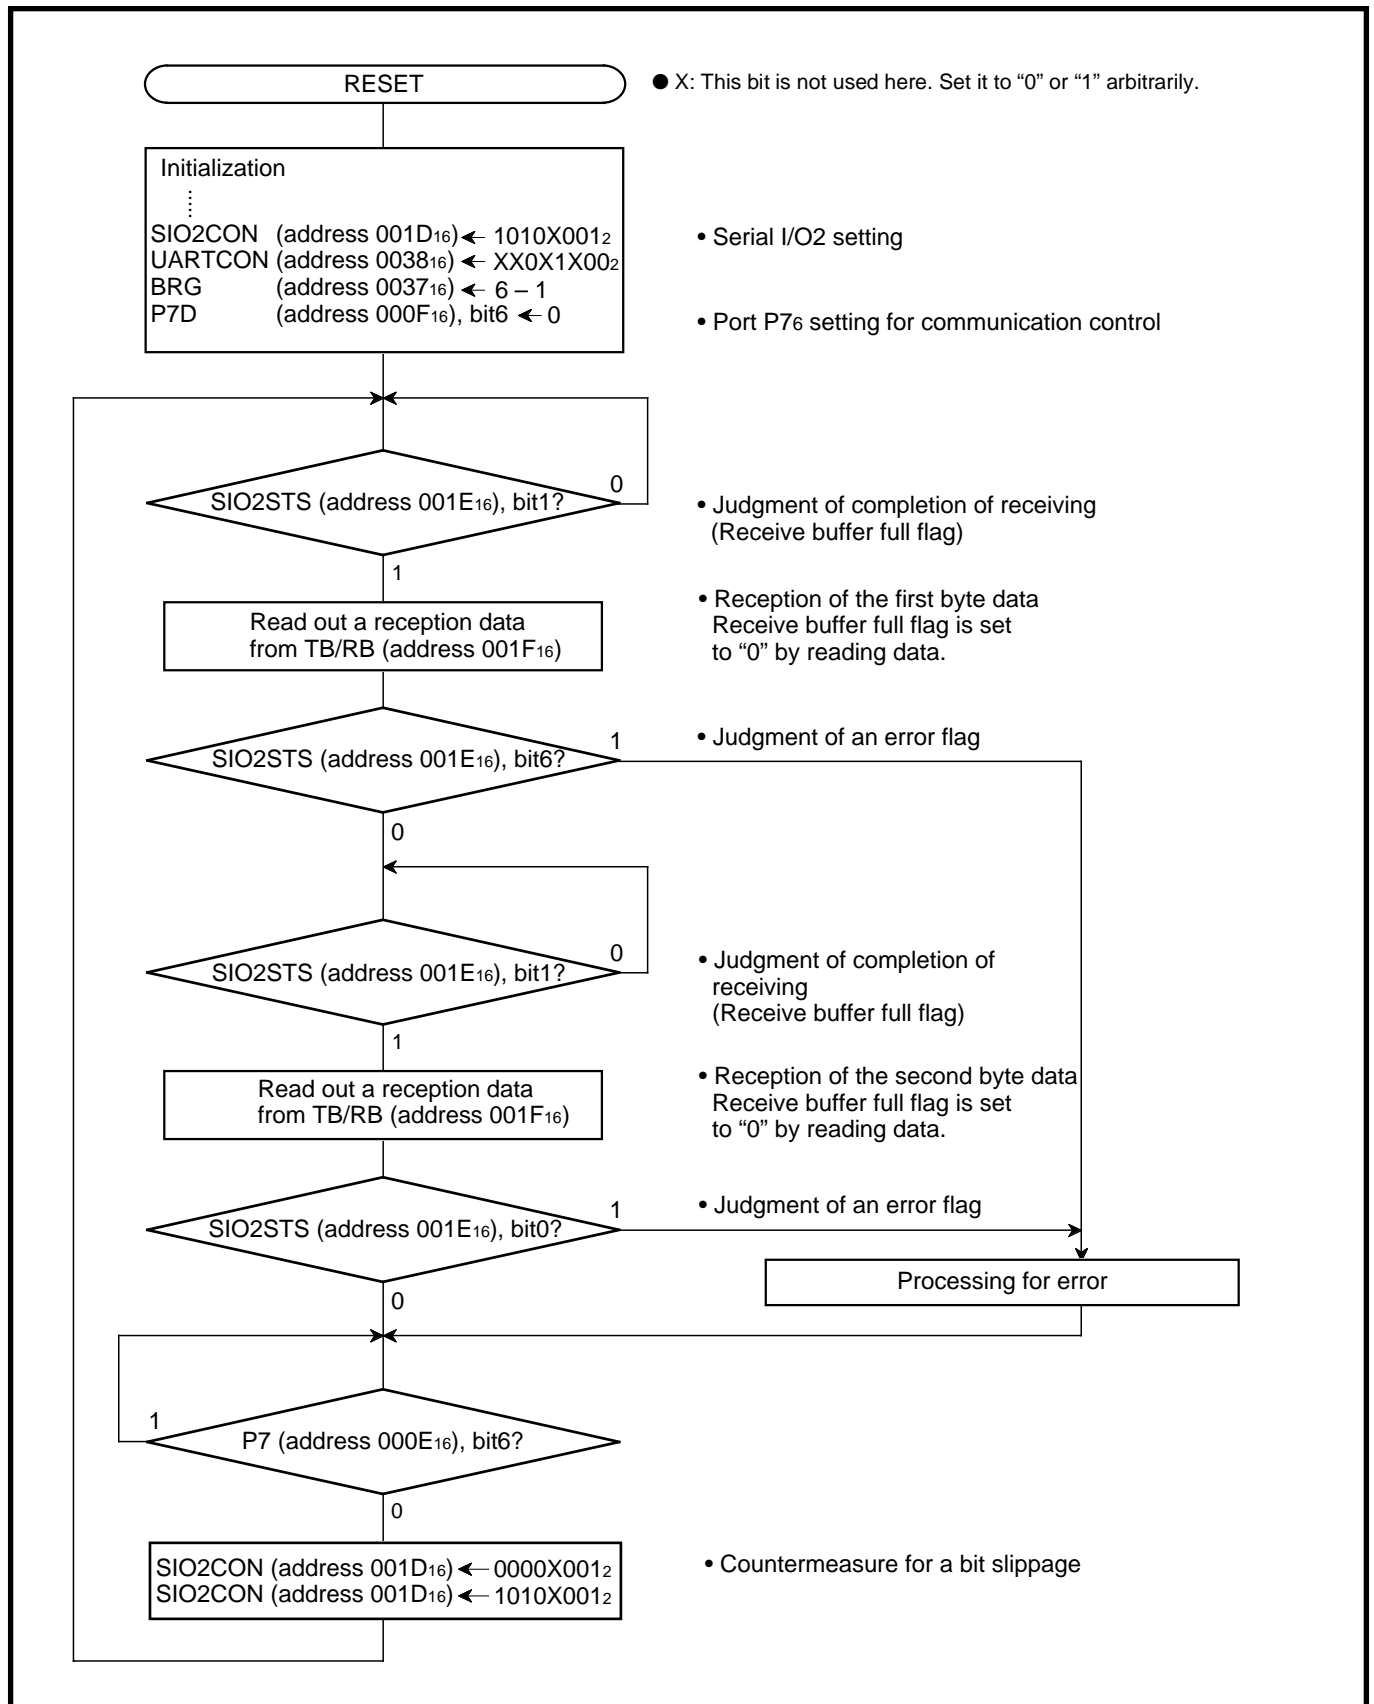 RESET
● X: This bit is not used here. Set it to “0” or “1” arbitrarily.
Initialization
SIO2CON (address 001D16) ← 1010X0012
• Serial I/O2 setting
UARTCON (address 003816) ← XX0X1X002
BRG (address 003716) ← 6 – 1
P7D (address 000F16), bit6 ← 0
• Port P76 setting for communication control
0
SIO2STS (address 001E16), bit1?
• Judgment of completion of receiving
(Receive buffer full flag)
1
Read out a reception data
from TB/RB (address 001F16)
• Reception of the first byte data
Receive buffer full flag is set
to “0” by reading data.
1
• Judgment of an error flag
SIO2STS (address 001E16), bit6?
0
0
SIO2STS (address 001E16), bit1?
• Judgment of completion of
receiving
(Receive buffer full flag)
1
Read out a reception data
from TB/RB (address 001F16)
• Reception of the second byte data
Receive buffer full flag is set
to “0” by reading data.
1
• Judgment of an error flag
SIO2STS (address 001E16), bit0?
Processing for error
0
1
P7 (address 000E16), bit6?
0
SIO2CON (address 001D16) ← 0000X0012
SIO2CON (address 001D16) ← 1010X0012
• Countermeasure for a bit slippage